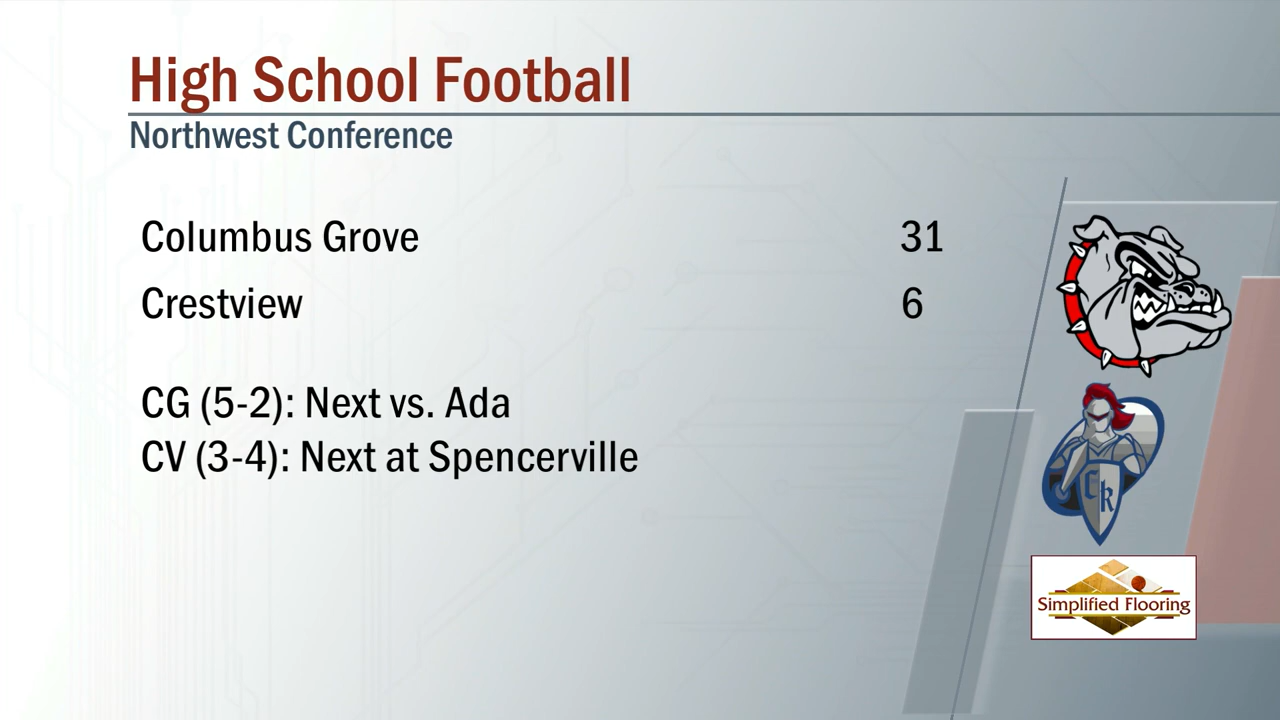 High School Football
Northwest Conference
Columbus Grove 31
Crestview 6
CG (5-2): Next vs. Ada
CV (3-4): Next at Spencerville
CK
Simplified Flooring